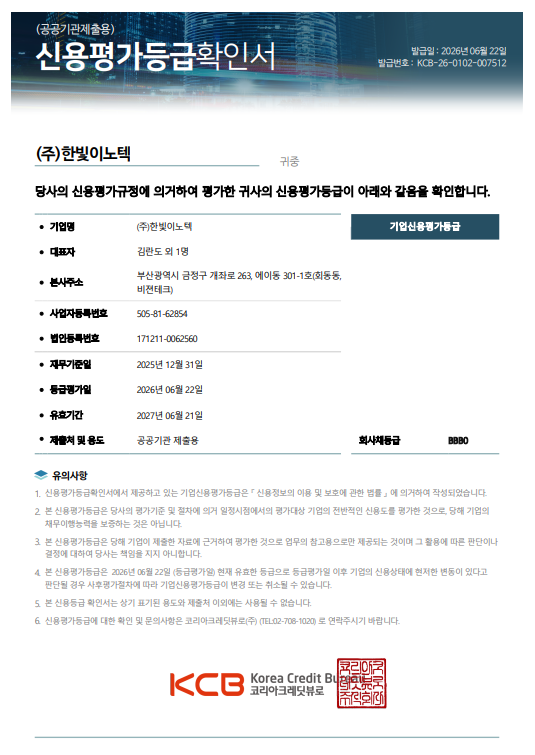 (공공기관제출용)
신용평가등급확인서
발급일 : 2026년 06월 22일
발급번호 : KCB-26-0102-007512
(주)한빛이노텍
귀중
당사의 신용평가규정에 의거하여 평가한 귀사의 신용평가등급이 아래와 같음을 확인합니다.
기업명 (주)한빛이노텍
기업신용평가등급
대표자 김란도 외 1명
본사주소 부산광역시 금정구 개좌로 263, 에이동 301-1호(회동동,
비젼테크)
사업자등록번호 505-81-62854
법인등록번호 171211-0062560
재무기준일 2025년 12월 31일
등급평가일 2026년 06월 22일
유효기간 2027년 06월 21일
제출처 및 용도 공공기관 제출용
회사채등급 BBB0
유의사항
1. 신용평가등급확인서에서 제공하고 있는 기업신용평가등급은 「 신용정보의 이용 및 보호에 관한 법률 」 에 의거하여 작성되었습니다.
2. 본 신용평가등급은 당사의 평가기준 및 절차에 의거 일정시점에서의 평가대상 기업의 전반적인 신용도를 평가한 것으로, 당해 기업의
채무이행능력을 보증하는 것은 아닙니다.
3. 본 신용평가등급은 당해 기업이 제출한 자료에 근거하여 평가한 것으로 업무의 참고용으로만 제공되는 것이며 그 활용에 따른 판단이나
결정에 대하여 당사는 책임을 지지 아니합니다.
4. 본 신용평가등급은 2026년 06월 22일 (등급평가일) 현재 유효한 등급으로 등급평가일 이후 기업의 신용상태에 현저한 변동이 있다고
판단될 경우 사후평가절차에 따라 기업신용평가등급이 변경 또는 취소될 수 있습니다.
5. 본 신용등급 확인서는 상기 표기된 용도와 제출처 이외에는 사용될 수 없습니다.
6. 신용평가등급에 대한 확인 및 문의사항은 코리아크레딧뷰로(주) (TEL:02-708-1020) 로 연락주시기 바랍니다.
KCB Korea Credit Bureau
코리아크레딧뷰로